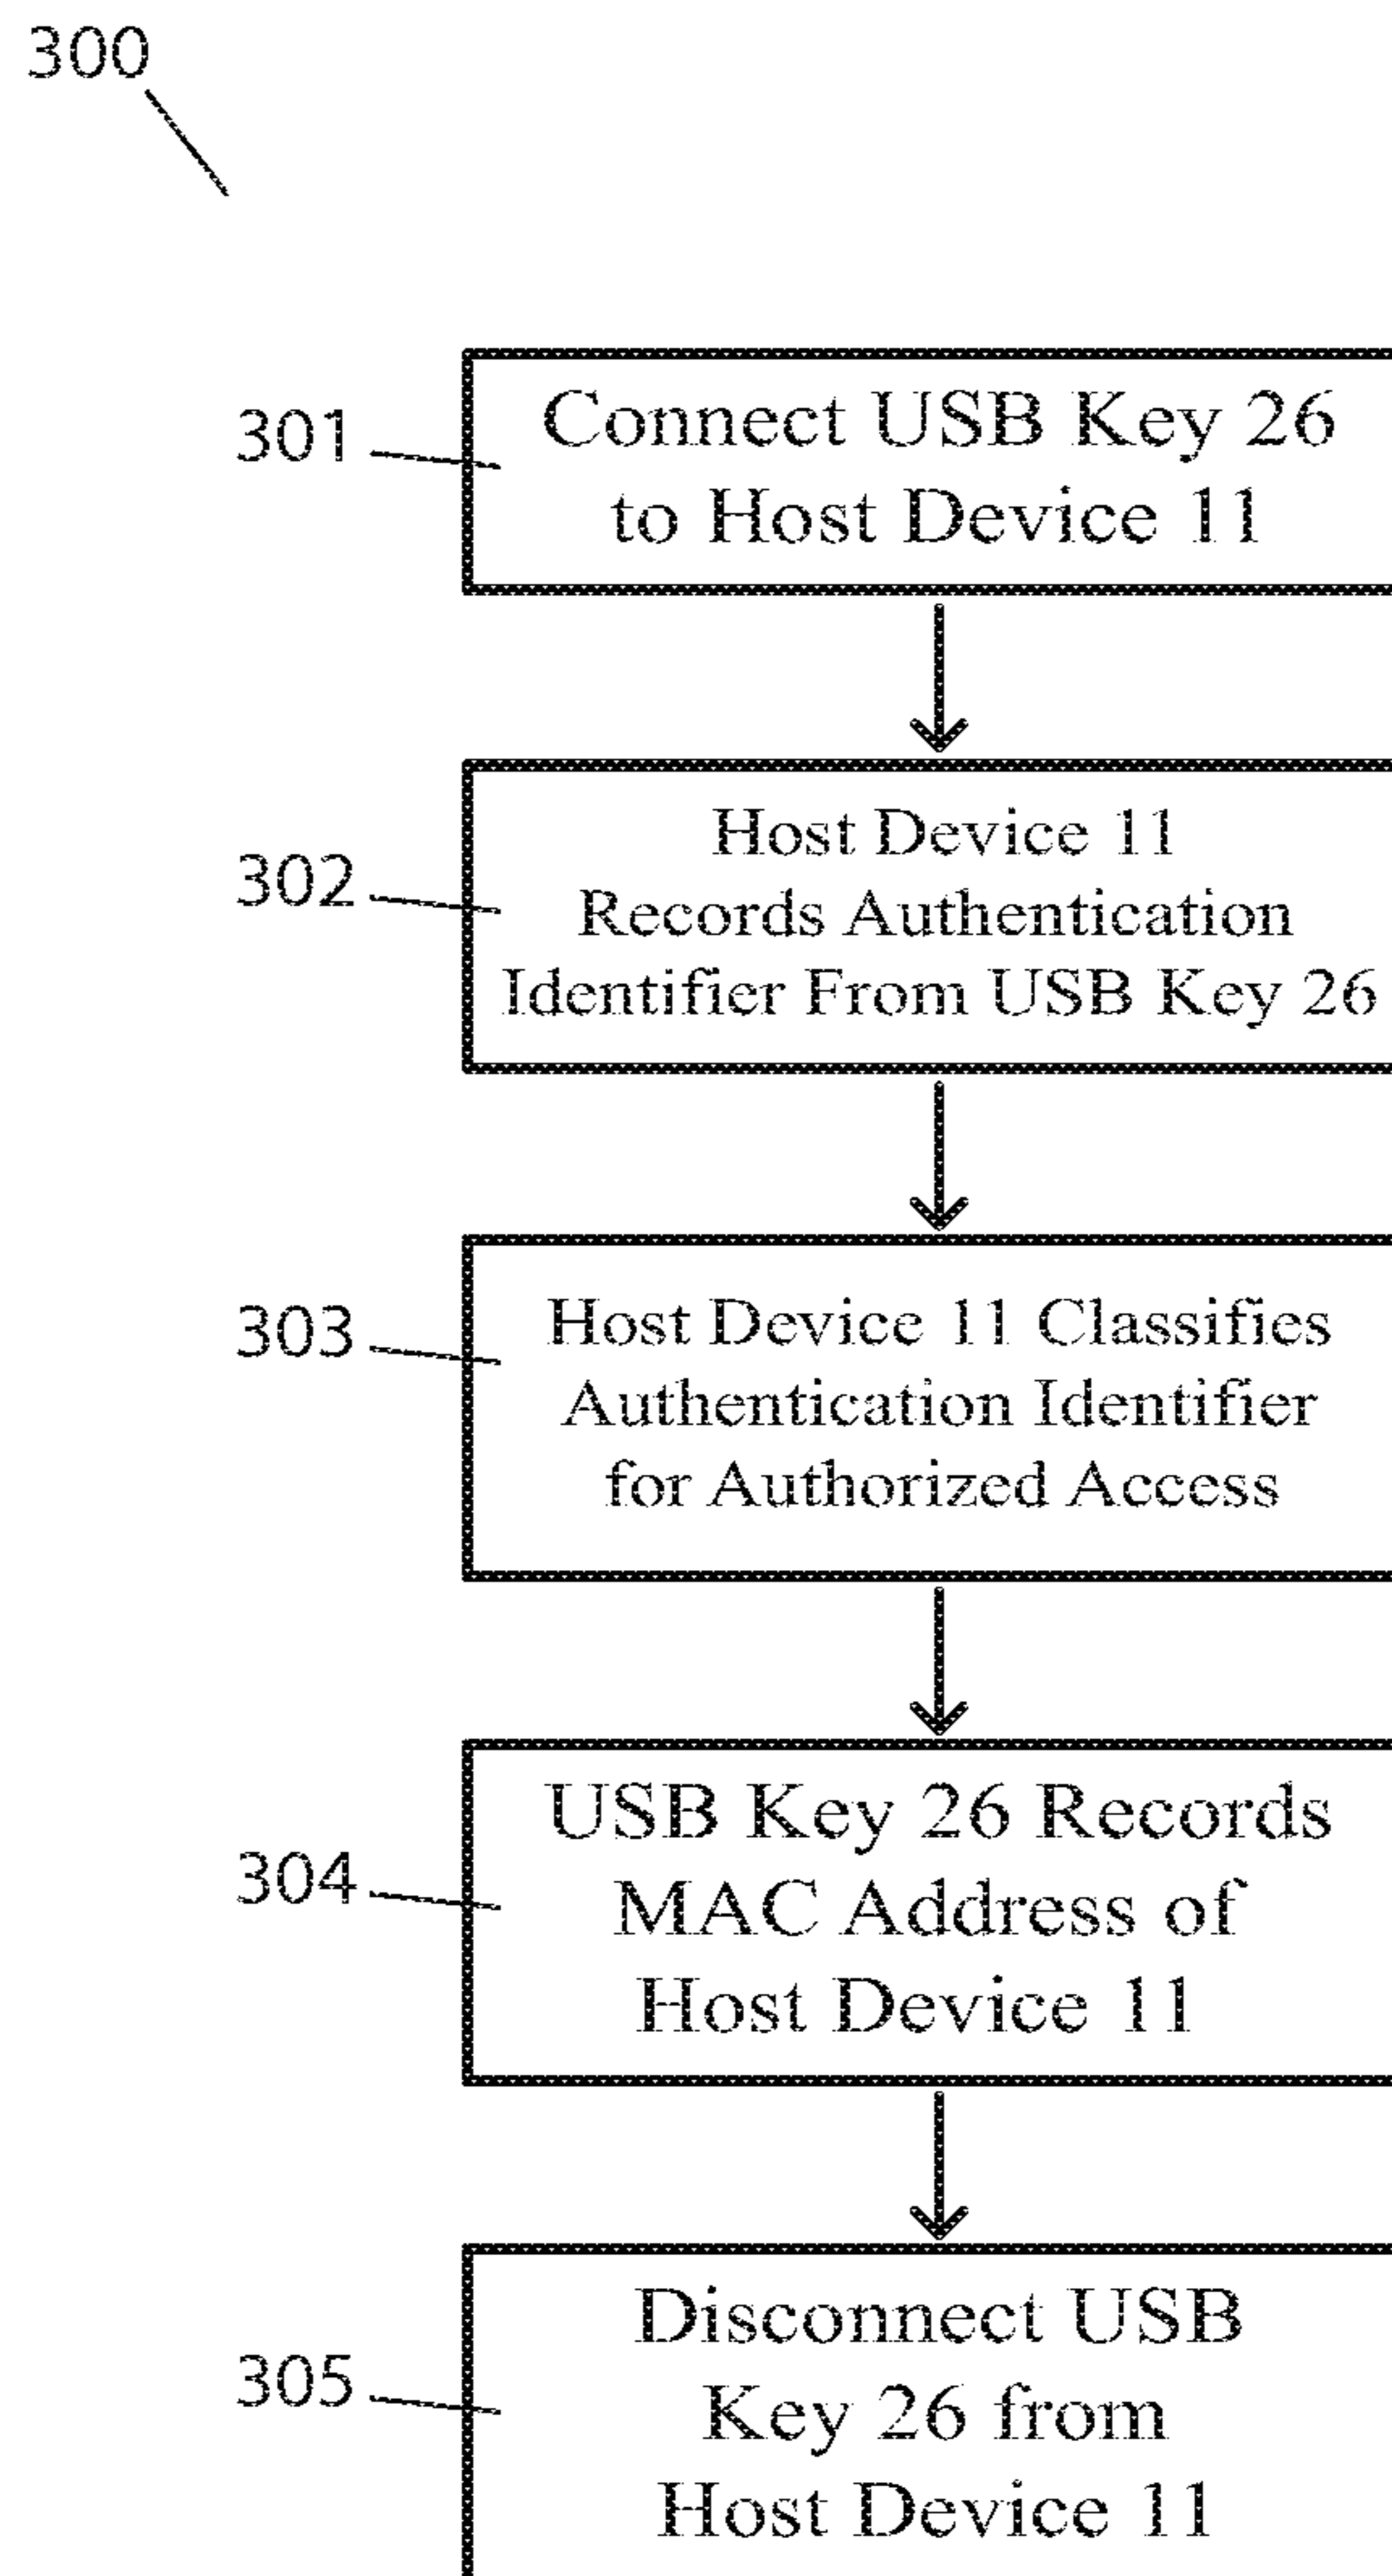 300
301
Connect USB Key 26
to Host Device 11
302
Host Device 11
Records Authentication
Identifier From USB Key 26
303
Host Device 11 Classifies
Authentication Identifier
for Authorized Access
304
USB Key 26 Records
MAC Address of
Host Device 11
305
Disconnect USB
Key 26 from
Host Device 11